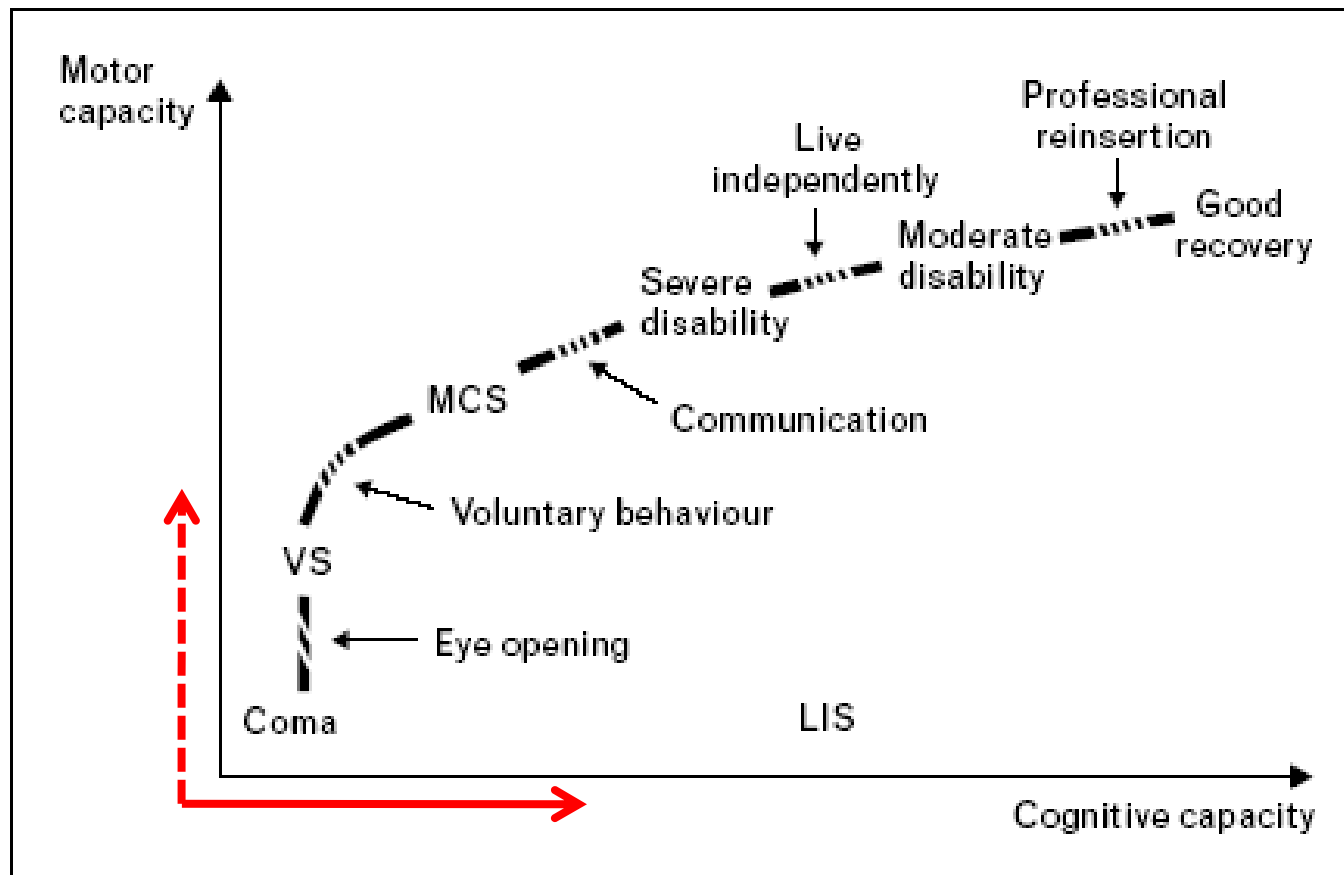 Motor
capacity
Professional
reinsertion
Live
independently
Good
recovery
Moderate
disability
Severe
disability
MCS
Communication
Voluntary behaviour
VS
Eye opening
Coma
LIS
Cognitive capacity